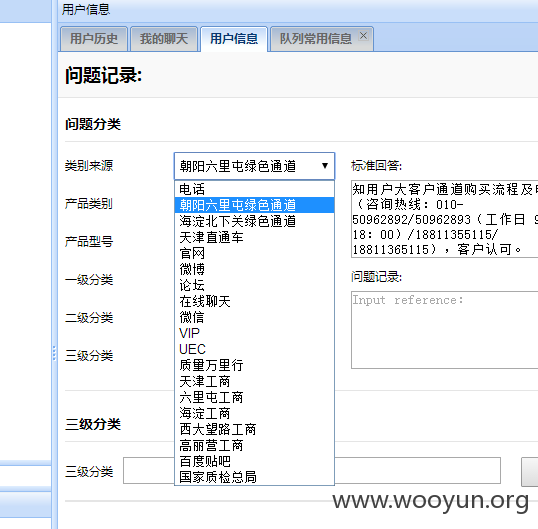 用户信息
用户历史 我的聊天 用户信息 队列常用信息
问题记录:
问题分类
类别来源 朝阳六里屯绿色通道 标准回答:
电话
朝阳六里屯绿色通道
海淀北下关绿色通道
天津直通车
官网
微博
论坛
在线聊天
微信
VIP
UEC
质量万里行
天津工商
六里屯工商
海淀工商
西大望路工商
高丽营工商
百度贴吧
国家质检总局
产品类别
产品型号
一级分类
二级分类
三级分类
知用户大客户通道购买流程及
（咨询热线：010-
50962892/50962893（工作日 9
18：00）/18811355115/
18811365115），客户认可。
问题记录:
Input reference:
三级分类
三级分类
www.wooyun.org